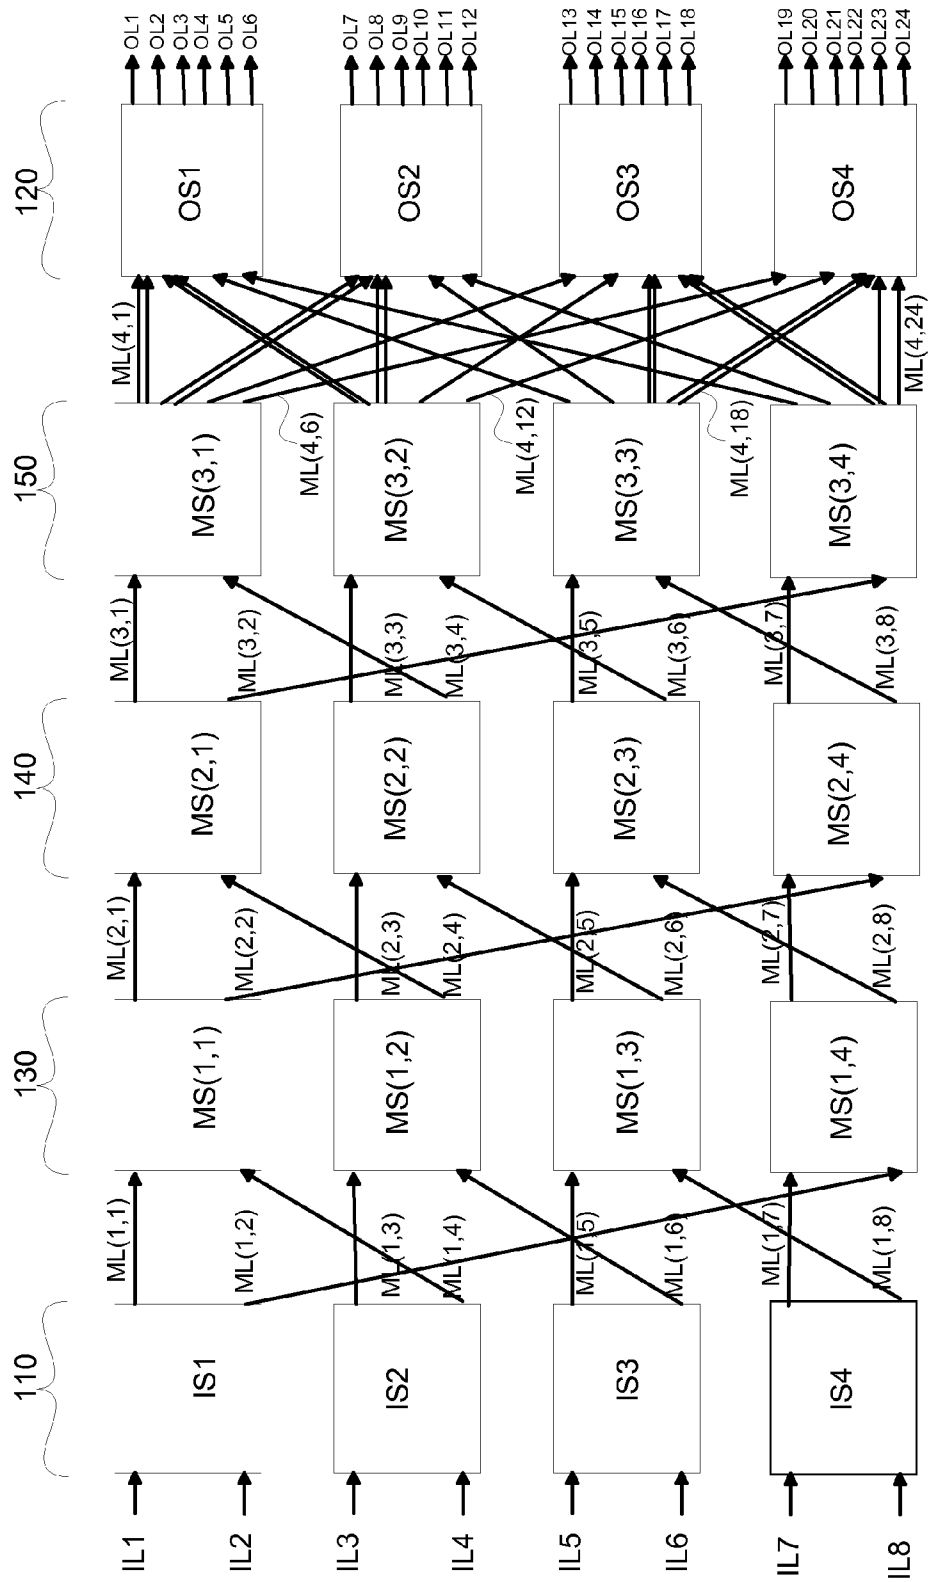 110
130
140
150
120
IL1
IL2
IL3
IL4
IL5
IL6
IL7
IL8
IS1
IS2
IS3
IS4
ML(1,1)
ML(1,2)
ML(1,3)
ML(1,4)
ML(1,5)
ML(1,6)
ML(1,7)
ML(1,8)
MS(1,1)
MS(1,2)
MS(1,3)
MS(1,4)
ML(2,1)
ML(2,2)
ML(2,3)
ML(2,4)
ML(2,5)
ML(2,6)
ML(2,7)
ML(2,8)
MS(2,1)
MS(2,2)
MS(2,3)
MS(2,4)
ML(3,1)
ML(3,2)
ML(3,3)
ML(3,4)
ML(3,5)
ML(3,6)
ML(3,7)
ML(3,8)
MS(3,1)
MS(3,2)
MS(3,3)
MS(3,4)
ML(4,1)
ML(4,6)
ML(4,12)
ML(4,18)
ML(4,24)
OS1
OS2
OS3
OS4
OL1
OL2
OL3
OL4
OL5
OL6
OL7
OL8
OL9
OL10
OL11
OL12
OL13
OL14
OL15
OL16
OL17
OL18
OL19
OL20
OL21
OL22
OL23
OL24